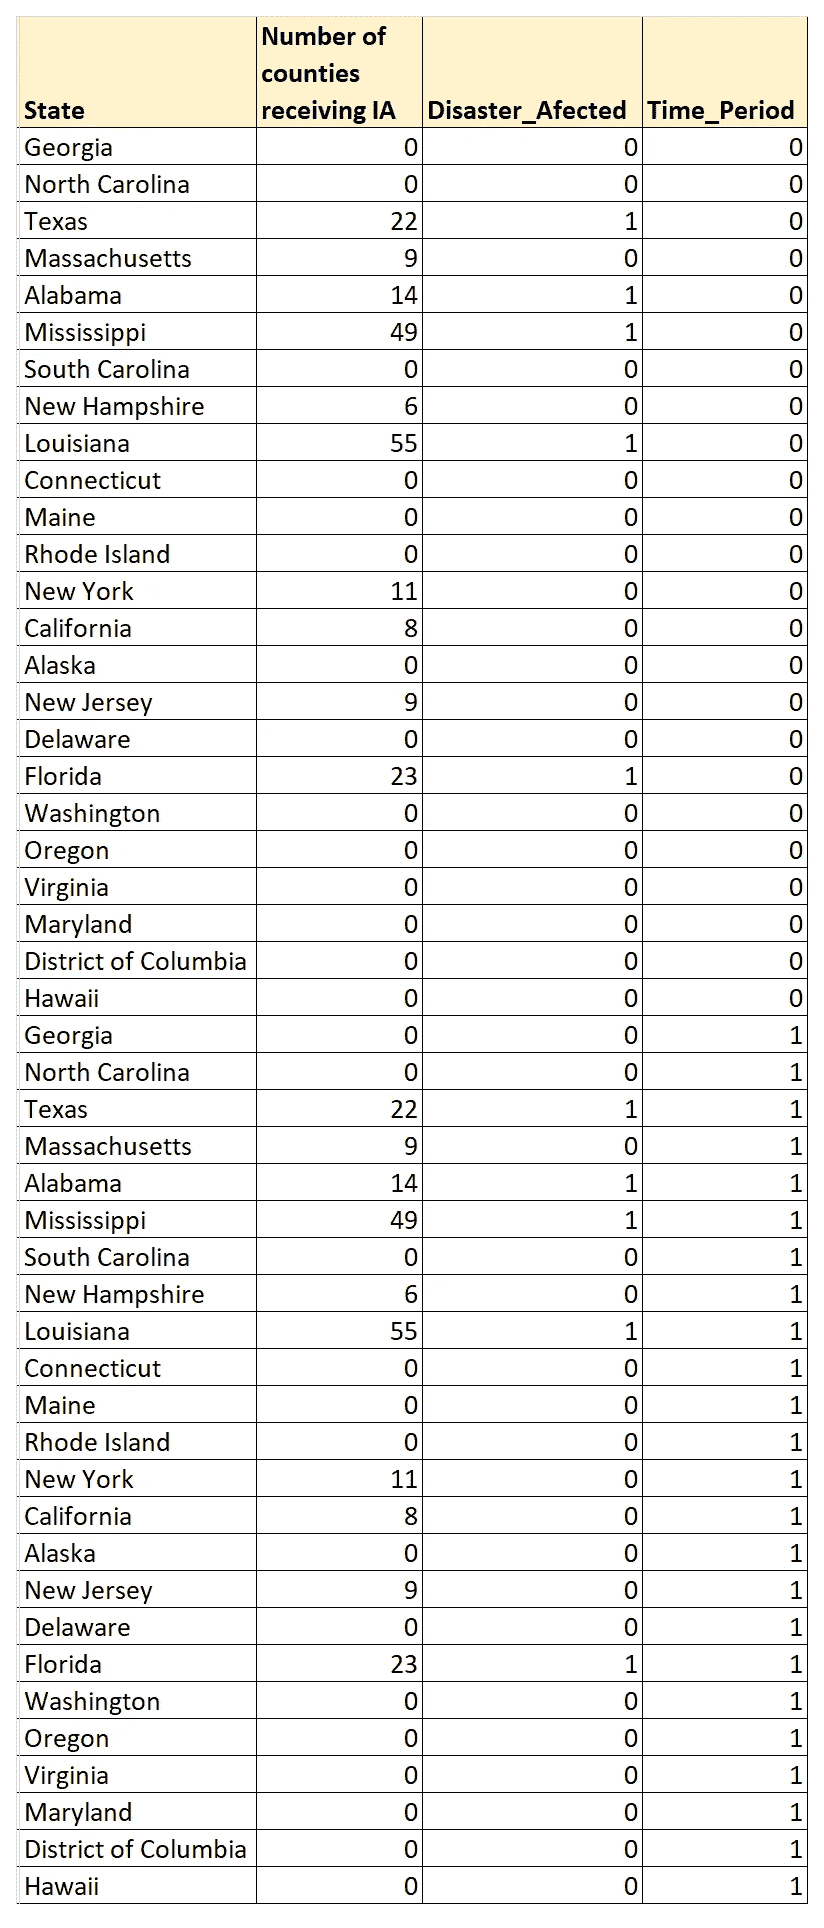 State Number of counties receiving IA Disaster_Afected Time_Period
Georgia 0 0 0
North Carolina 0 0 0
Texas 22 1 0
Massachusetts 9 0 0
Alabama 14 1 0
Mississippi 49 1 0
South Carolina 0 0 0
New Hampshire 6 0 0
Louisiana 55 1 0
Connecticut 0 0 0
Maine 0 0 0
Rhode Island 0 0 0
New York 11 0 0
California 8 0 0
Alaska 0 0 0
New Jersey 9 0 0
Delaware 0 0 0
Florida 23 1 0
Washington 0 0 0
Oregon 0 0 0
Virginia 0 0 0
Maryland 0 0 0
District of Columbia 0 0 0
Hawaii 0 0 0
Georgia 0 0 1
North Carolina 0 0 1
Texas 22 1 1
Massachusetts 9 0 1
Alabama 14 1 1
Mississippi 49 1 1
South Carolina 0 0 1
New Hampshire 6 0 1
Louisiana 55 1 1
Connecticut 0 0 1
Maine 0 0 1
Rhode Island 0 0 1
New York 11 0 1
California 8 0 1
Alaska 0 0 1
New Jersey 9 0 1
Delaware 0 0 1
Florida 23 1 1
Washington 0 0 1
Oregon 0 0 1
Virginia 0 0 1
Maryland 0 0 1
District of Columbia 0 0 1
Hawaii 0 0 1